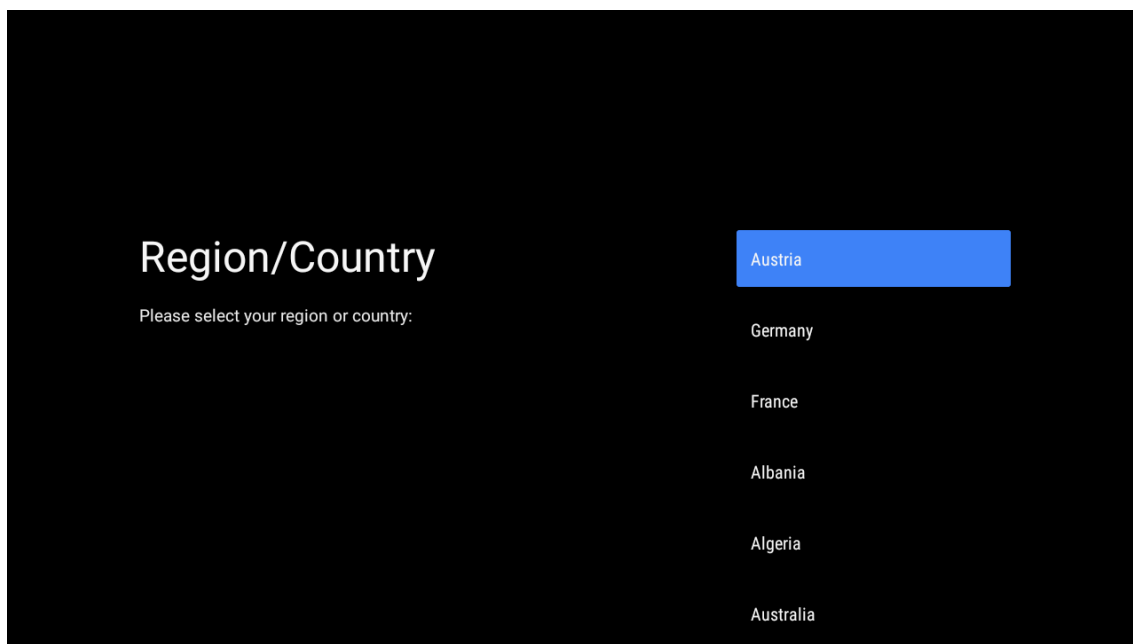 Region/Country
Please select your region or country:
Austria
Germany
France
Albania
Algeria
Australia